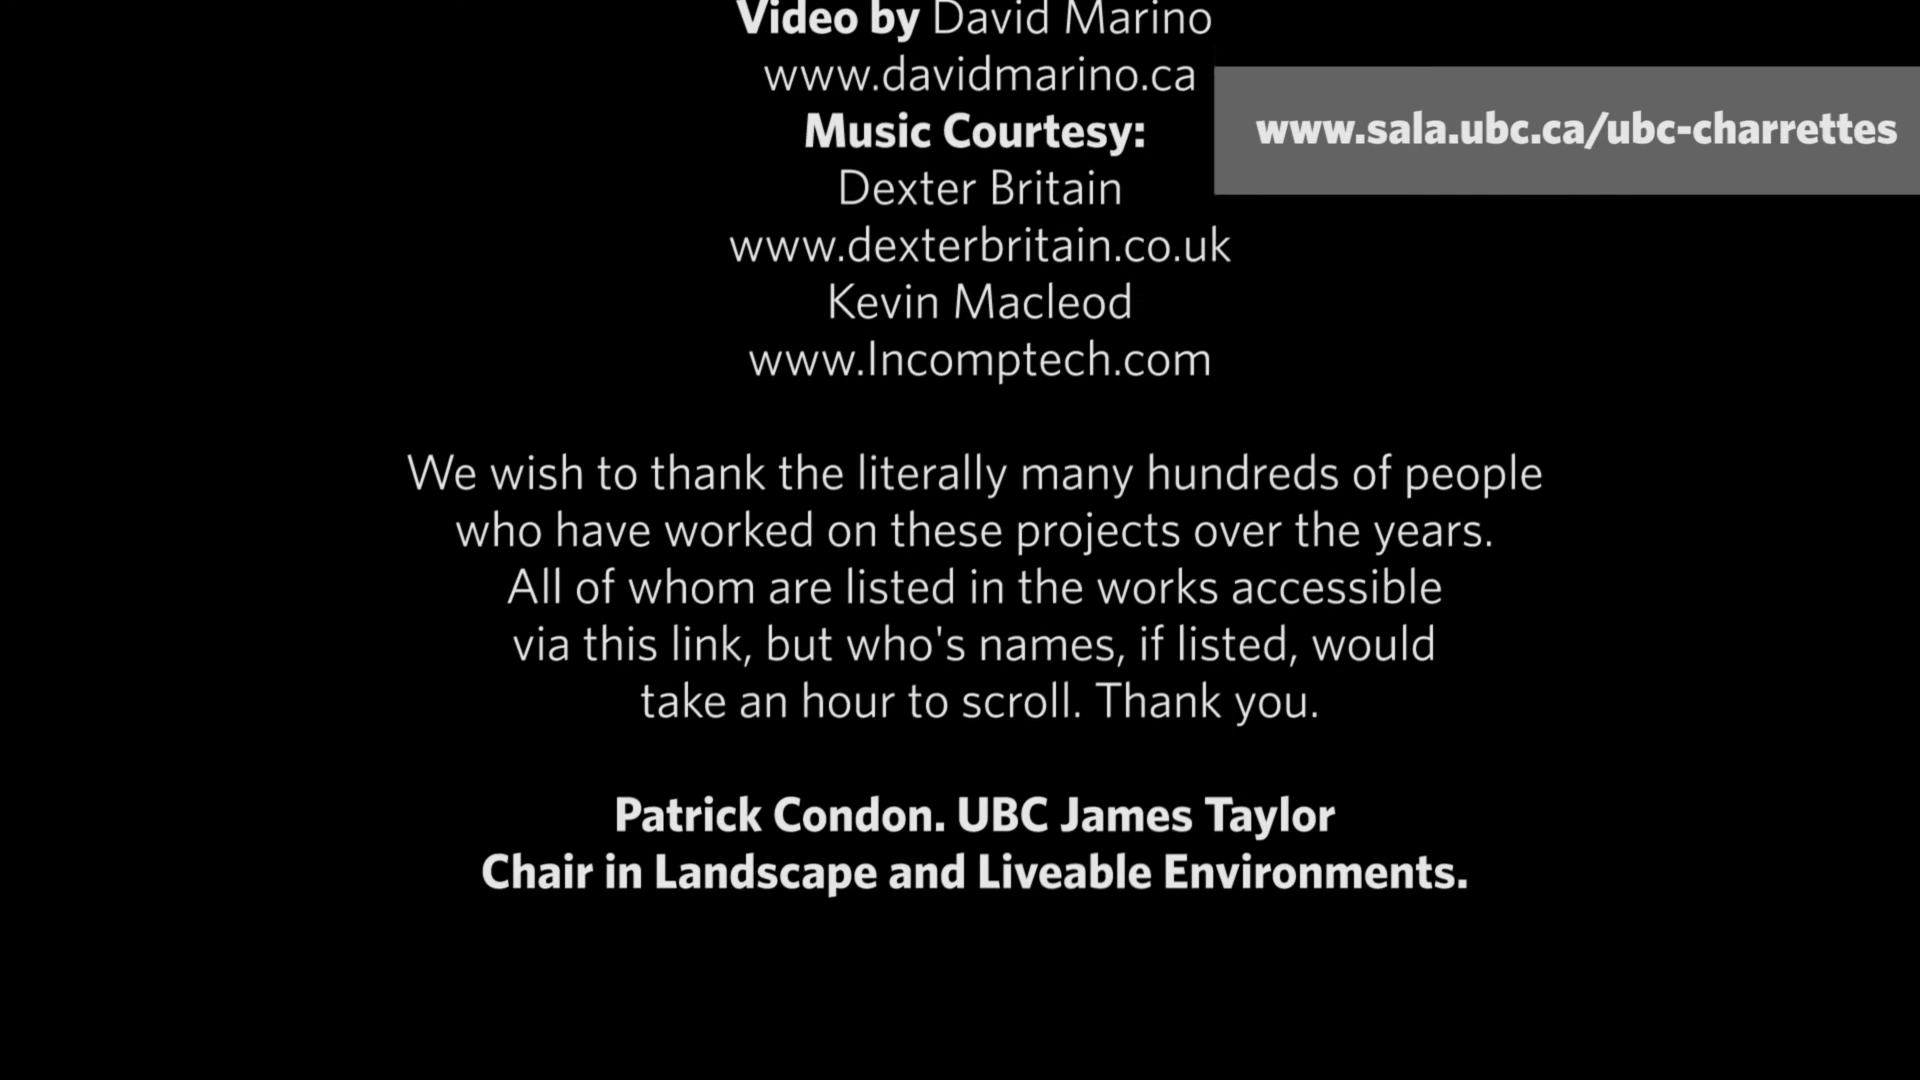 Video by David Marino
www.davidmarino.ca
Music Courtesy:
www.sala.ubc.ca/ubc-charrettes
Dexter Britain
www.dexterbritain.co.uk
Kevin Macleod
www.Incomptech.com
We wish to thank the literally many hundreds of people
who have worked on these projects over the years.
All of whom are listed in the works accessible
via this link, but who's names, if listed, would
take an hour to scroll. Thank you.
Patrick Condon. UBC James Taylor
Chair in Landscape and Liveable Environments.